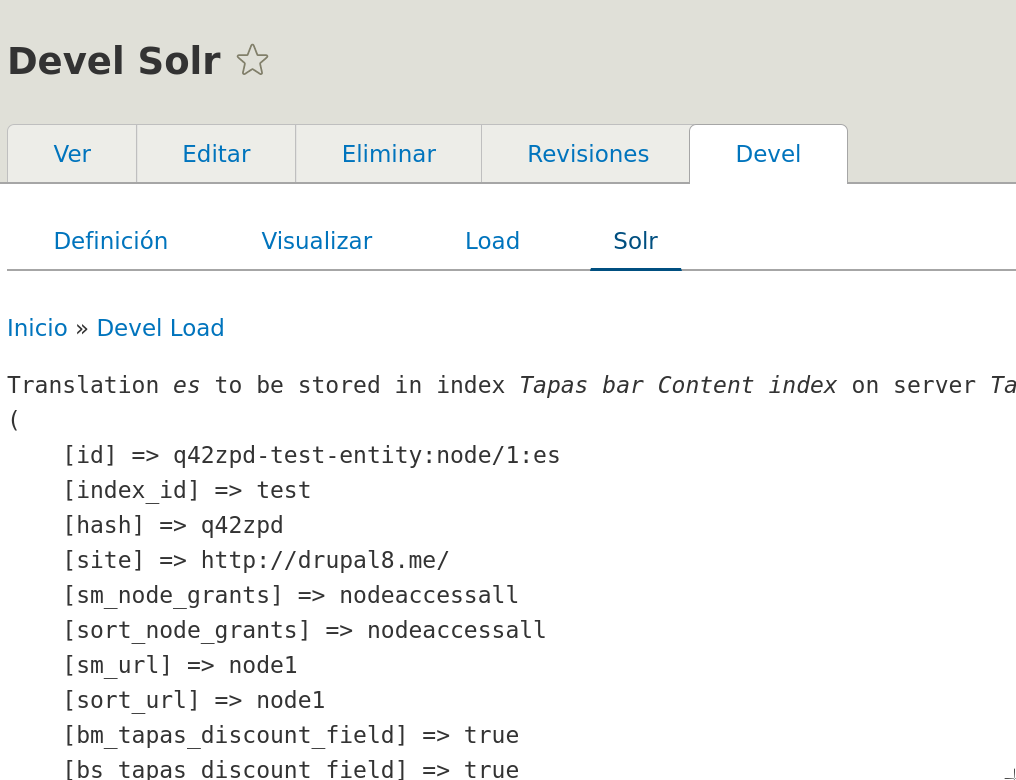 Devel Solr
Ver Editar Eliminar Revisiones Devel
Definición Visualizar Load Solr
Inicio » Devel Load
Translation es to be stored in index Tapas bar Content index on server Ta
(
[id] => q42zpd-test-entity:node/1:es
[index_id] => test
[hash] => q42zpd
[site] => http://drupal8.me/
[sm_node_grants] => nodeaccessall
[sort_node_grants] => nodeaccessall
[sm_url] => node1
[sort_url] => node1
[bm_tapas_discount_field] => true
[bs_tapas_discount_field] => true